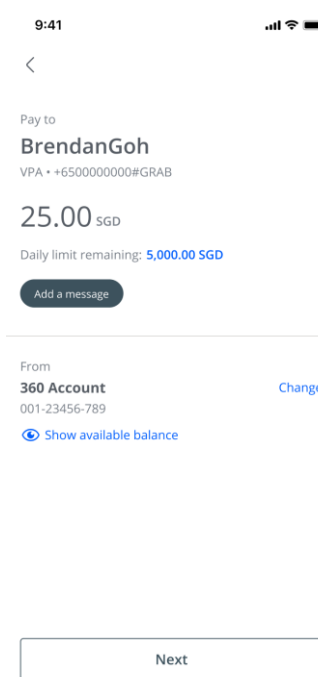 9:41
Pay to
BrendanGoh
VPA • +6500000000#GRAB
25.00 SGD
Daily limit remaining: 5,000.00 SGD
Add a message
From
360 Account
Change
001-23456-789
Show available balance
Next